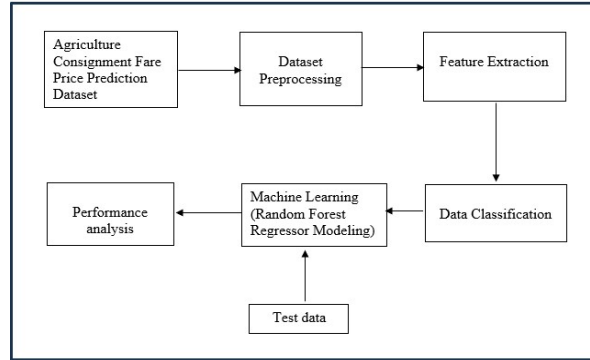 Agriculture
Consignment Fare
Price Prediction
Dataset
Dataset
Preprocessing
Feature Extraction
Performance
analysis
Machine Learning
(Random Forest
Regressor Modeling)
Data Classification
Test data